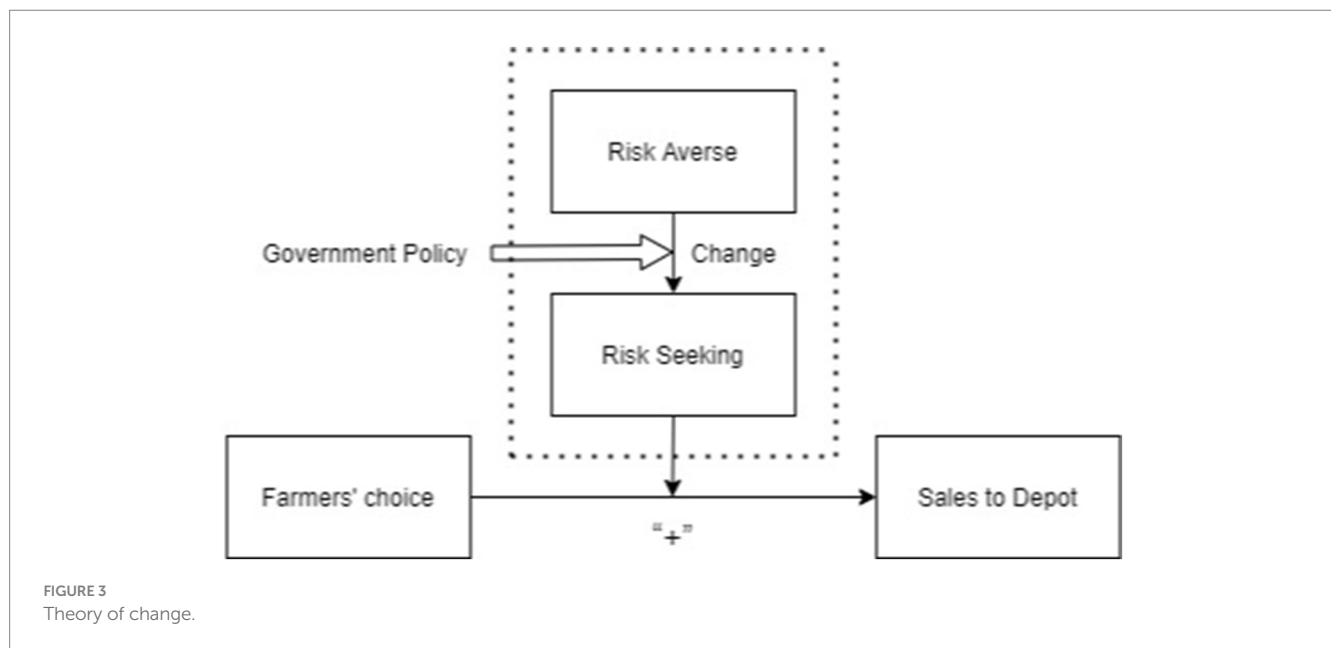 Risk Averse
Government Policy
Change
Risk Seeking
Farmers' choice
Sales to Depot
“+”
FIGURE 3
Theory of change.